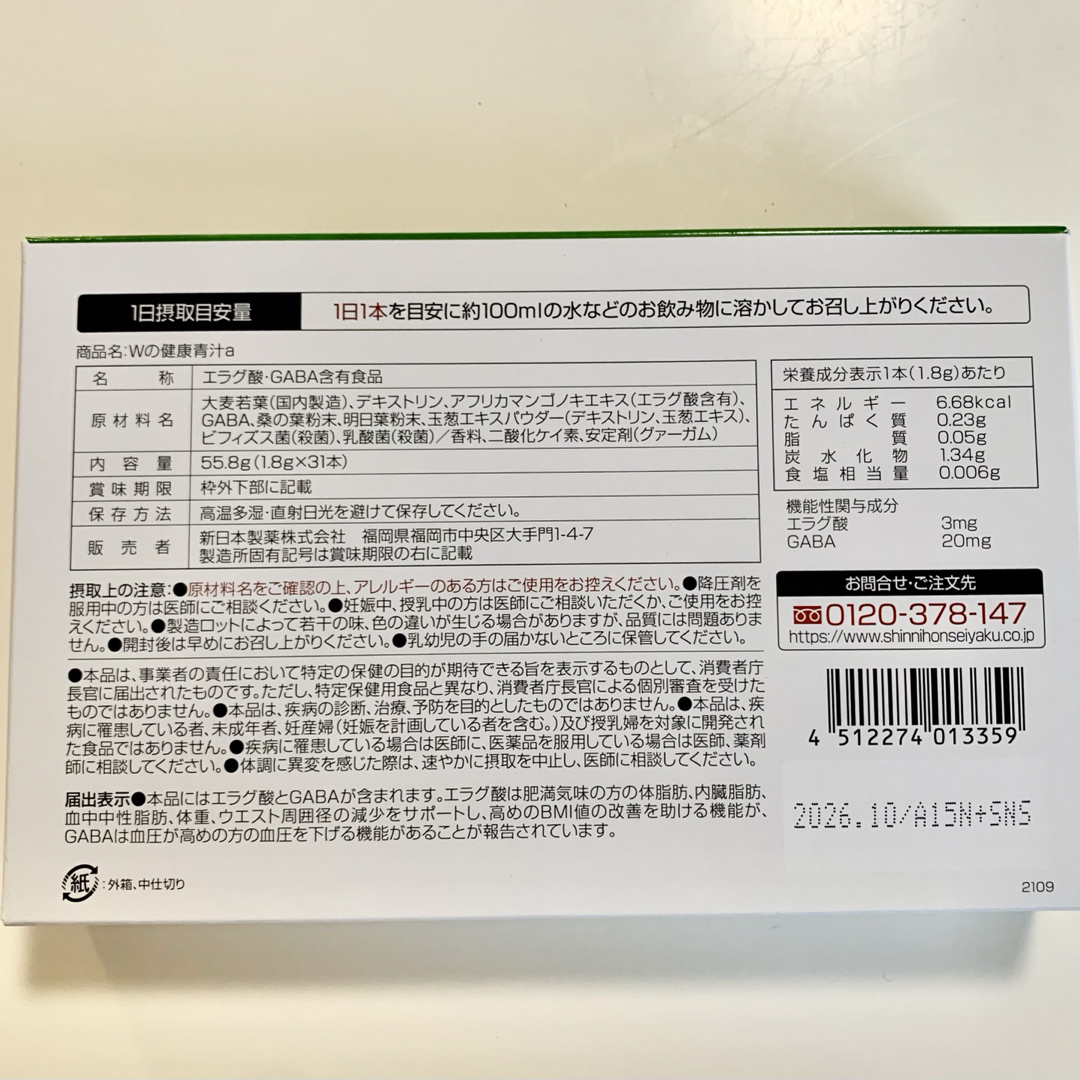 1日摂取目安量 1日1本を目安に約100mlの水などのお飲み物に溶かしてお召し上がりください。
商品名:Wの健康青汁a
名 称 エラグ酸・GABA含有食品
原材料名 大麦若葉(国内製造)、デキストリン、アフリカマンゴノキエキス(エラグ酸含有)、
GABA、桑の葉粉末、明日葉粉末、玉葱エキスパウダー(デキストリン、玉葱エキス)、
ビフィズス菌(殺菌)、乳酸菌(殺菌)/香料、二酸化ケイ素、安定剤(グァーガム)
内容量 55.8g(1.8g×31本)
賞味期限 枠外下部に記載
保存方法 高温多湿・直射日光を避けて保存してください。
販売者 新日本製薬株式会社 福岡県福岡市中央区大手門1-4-7
製造所固有記号は賞味期限の右に記載
摂取上の注意:●原材料名をご確認の上、アレルギーのある方はご使用をお控えください。●降圧剤を
服用中の方は医師にご相談ください。●妊娠中、授乳中の方は医師にご相談いただくか、ご使用をお控
えください。●製造ロットによって若干の味、色の違いが生じる場合がありますが、品質には問題ありま
せん。●開封後は早めにお召し上がりください。●乳幼児の手の届かないところに保管してください。
●本品は、事業者の責任において特定の保健の目的が期待できる旨を表示するものとして、消費者庁
長官に届出されたものです。ただし、特定保健用食品と異なり、消費者庁長官による個別審査を受けた
ものではありません。●本品は、疾病の診断、治療、予防を目的としたものではありません。●本品は、疾
病に罹患している者、未成年者、妊産婦(妊娠を計画している者を含む。)及び授乳婦を対象に開発され
た食品ではありません。●疾病に罹患している場合は医師に、医薬品を服用している場合は医師、薬剤
師に相談してください。●体調に異変を感じた際は、速やかに摂取を中止し、医師に相談してください。
届出表示●本品にはエラグ酸とGABAが含まれます。エラグ酸は肥満気味の方の体脂肪、内臓脂肪、
血中中性脂肪、体重、ウエスト周囲径の減少をサポートし、高めのBMI値の改善を助ける機能が、
GABAは血圧が高めの方の血圧を下げる機能があることが報告されています。
紙:外箱、中仕切り
栄養成分表示1本(1.8g)あたり
エネルギー 6.68kcal
たんぱく質 0.23g
脂質 0.05g
炭水化物 1.34g
食塩相当量 0.006g
機能性関与成分
エラグ酸 3mg
GABA 20mg
お問合せ・ご注文先
0120-378-147
https://www.shinnihonseiyaku.co.jp
4 512274 013359
2026.10/A15N+SNS
2109